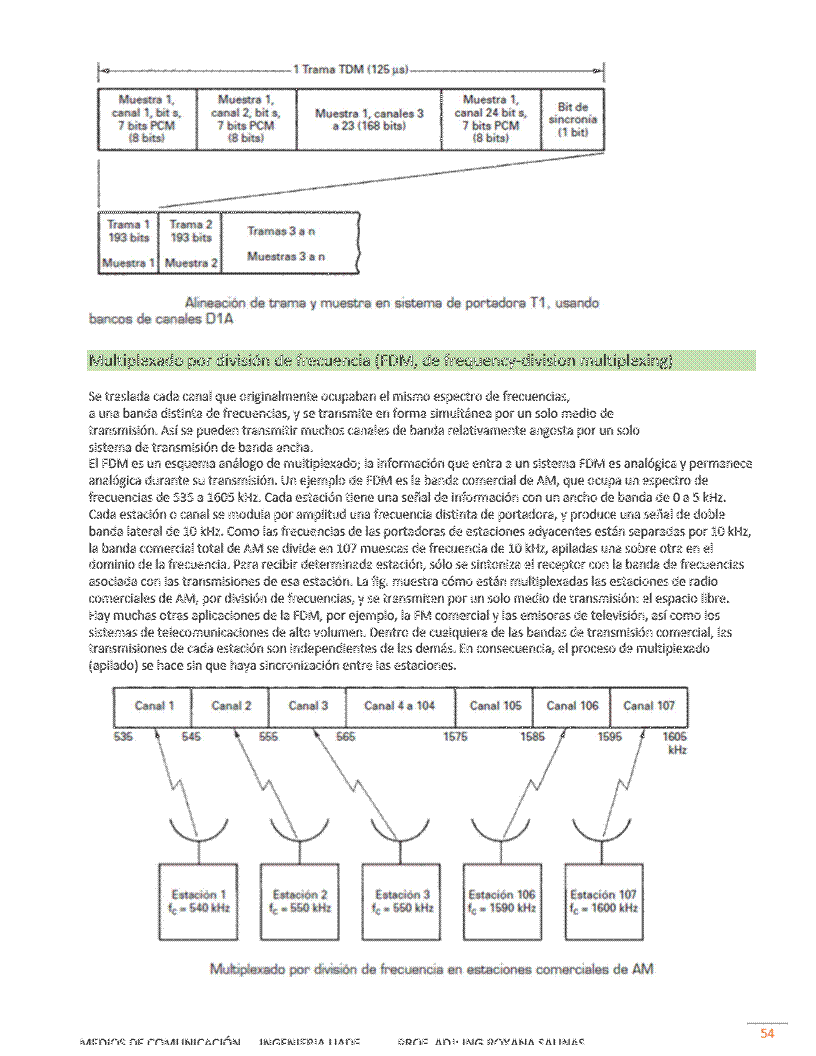 1 Trama TDM (125 µs)
Muestra 1,
canal 1, bit s,
7 bits PCM
(8 bits)
Muestra 1,
canal 2, bit s,
7 bits PCM
(8 bits)
Muestra 1, canales 3
a 23 (168 bits)
Muestra 1,
canal 24 bit s,
7 bits PCM
(8 bits)
Bit de
sincronía
(1 bit)
Trama 1
193 bits
Muestra 1
Trama 2
193 bits
Muestra 2
Tramas 3 a n
Muestras 3 a n
Alineación de trama y muestra en sistema de portadora T1, usando
bancos de canales D1A
Multiplexado por división de frecuencia (FDM, de frequency-division multiplexing)
Se traslada cada canal que originalmente ocupaban el mismo espectro de frecuencias,
a una banda distinta de frecuencias, y se transmite en forma simultánea por un solo medio de
transmisión. Así se pueden transmitir muchos canales de banda relativamente angosta por un solo
sistema de transmisión de banda ancha.
El FDM es un esquema análogo de multiplexado; la información que entra a un sistema FDM es analógica y permanece
analógica durante su transmisión. Un ejemplo de FDM es la banda comercial de AM, que ocupa un espectro de
frecuencias de 535 a 1605 kHz. Cada estación tiene una señal de información con un ancho de banda de 0 a 5 kHz.
Cada estación o canal se modula por amplitud una frecuencia distinta de portadora, y produce una señal de doble
banda lateral de 10 kHz. Como las frecuencias de las portadoras de estaciones adyacentes están separadas por 10 kHz,
la banda comercial total de AM se divide en 107 muescas de frecuencia de 10 kHz, apiladas una sobre otra en el
dominio de la frecuencia. Para recibir determinada estación, sólo se sintoniza el receptor con la banda de frecuencias
asociada con las transmisiones de esa estación. La fig. muestra cómo están multiplexadas las estaciones de radio
comerciales de AM, por división de frecuencias, y se transmiten por un solo medio de transmisión: el espacio libre.
Hay muchas otras aplicaciones de la FDM, por ejemplo, la FM comercial y las emisoras de televisión, así como los
sistemas de telecomunicaciones de alto volumen. Dentro de cualquiera de las bandas de transmisión comercial, las
transmisiones de cada estación son independientes de las demás. En consecuencia, el proceso de multiplexado
(apilado) se hace sin que haya sincronización entre las estaciones.
Canal 1 Canal 2 Canal 3 Canal 4 a 104 Canal 105 Canal 106 Canal 107
535 545 555 565 1575 1585 1595 1605
kHz
Estación 1
fc = 540 kHz
Estación 2
fc = 550 kHz
Estación 3
fc = 550 kHz
Estación 106
fc = 1590 kHz
Estación 107
fc = 1600 kHz
Multiplexado por división de frecuencia en estaciones comerciales de AM
54
MEDIOS DE COMUNICACIÓN INGENIERIA UADE PROF. ADJ: ING ROXANA SALINAS